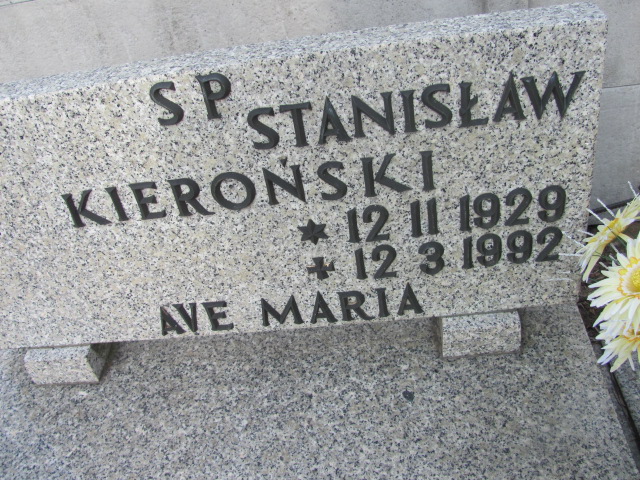 SP STANISŁAW
KIEROŃSKI
* 12 11 1929
+ 12 3 1992
AVE MARIA